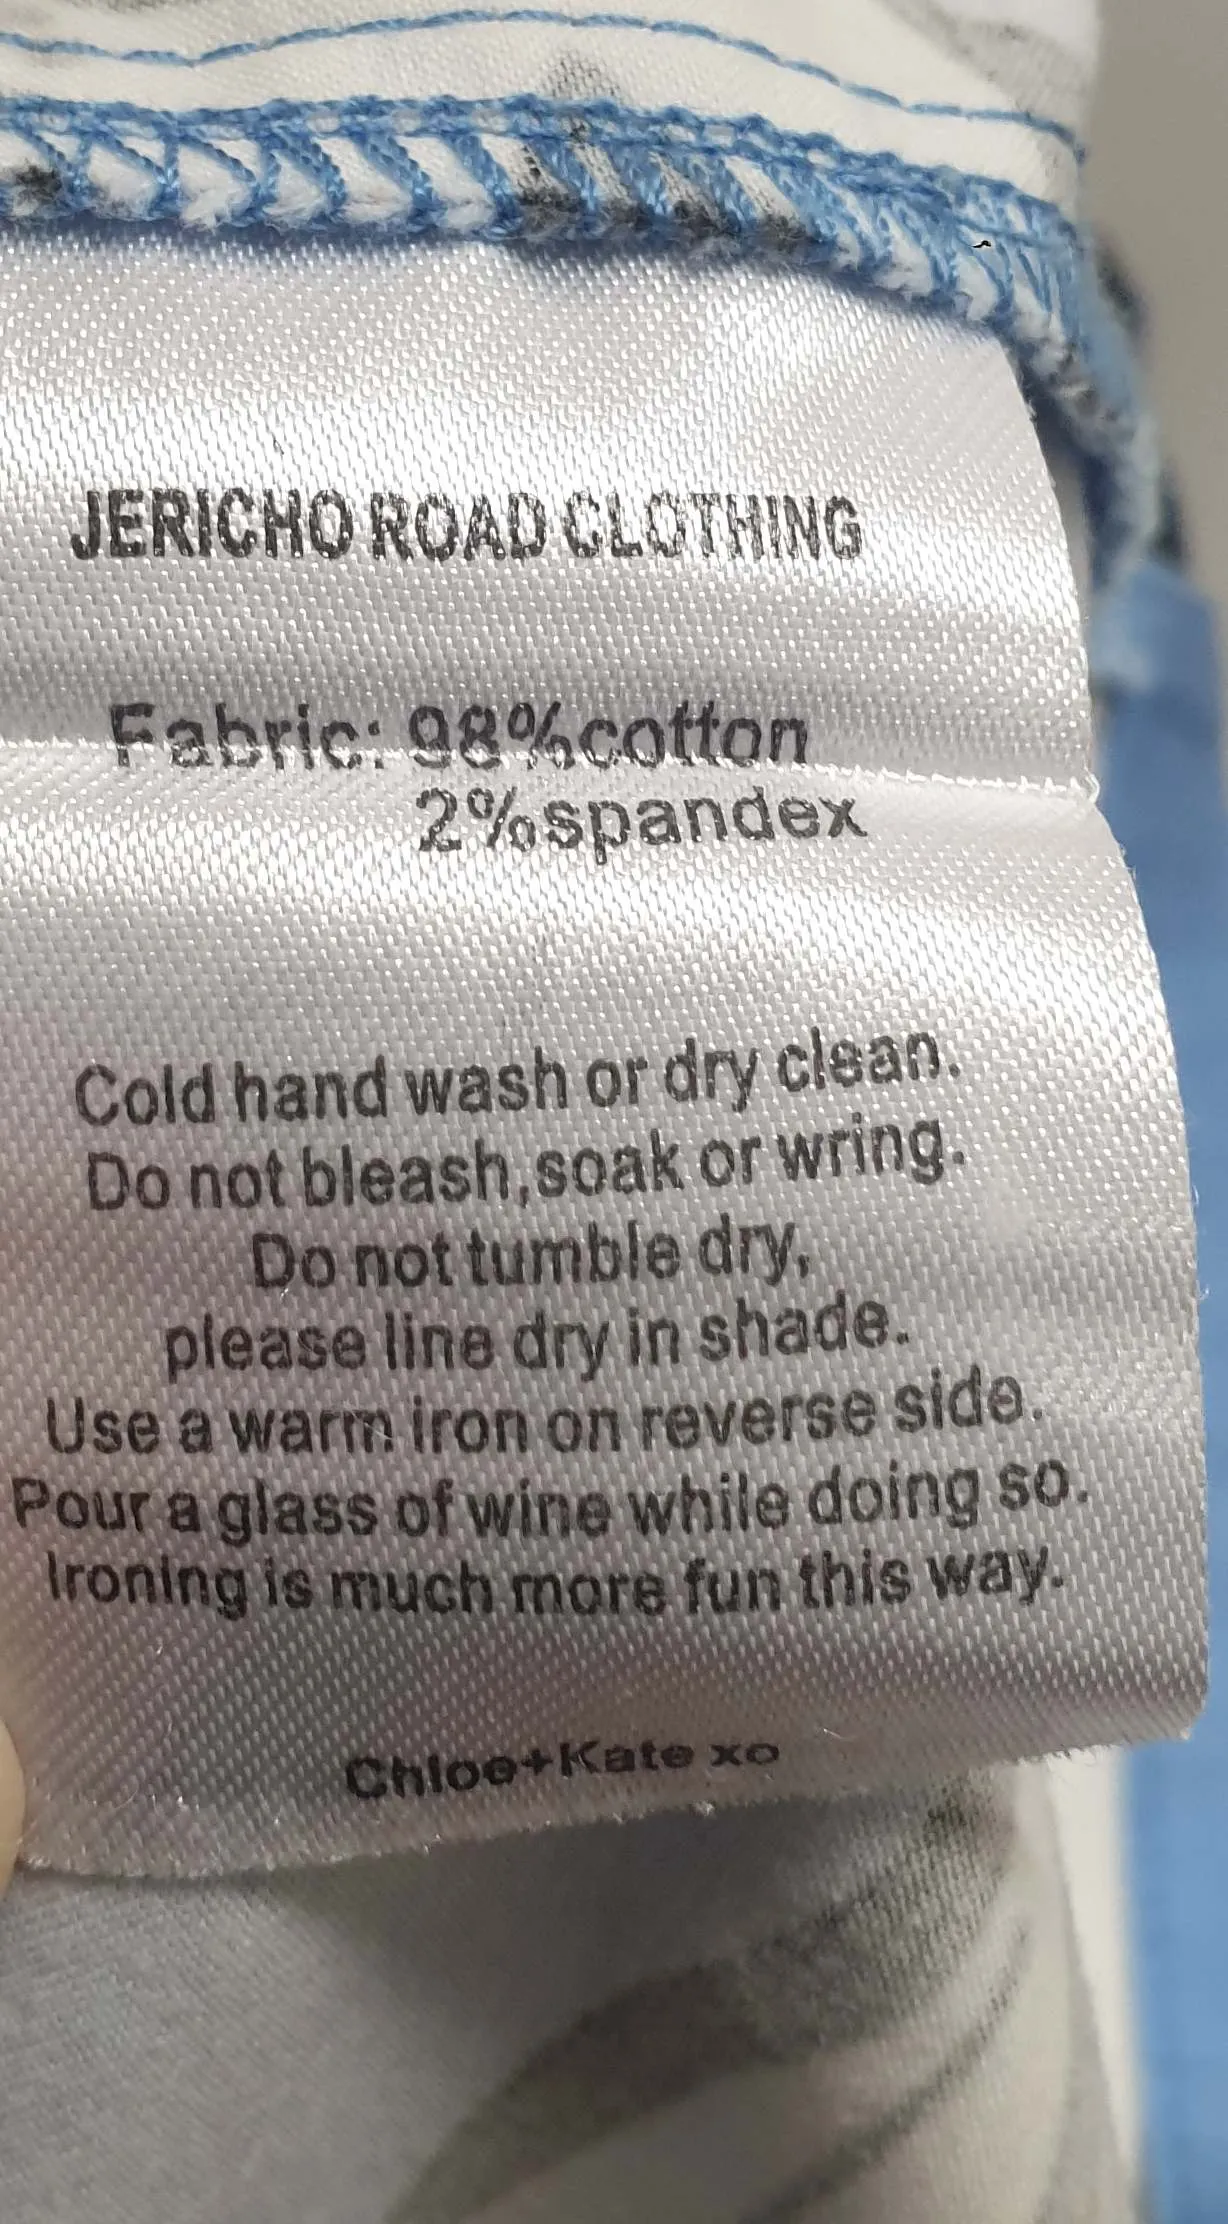 JERICHO ROAD CLOTHING
Fabric: 98%cotton
2%spandex
Cold hand wash or dry clean.
Do not bleash,soak or wring.
Do not tumble dry,
please line dry in shade.
Use a warm iron on reverse side.
Pour a glass of wine while doing so.
Ironing is much more fun this way.
Chloe+Kate xo